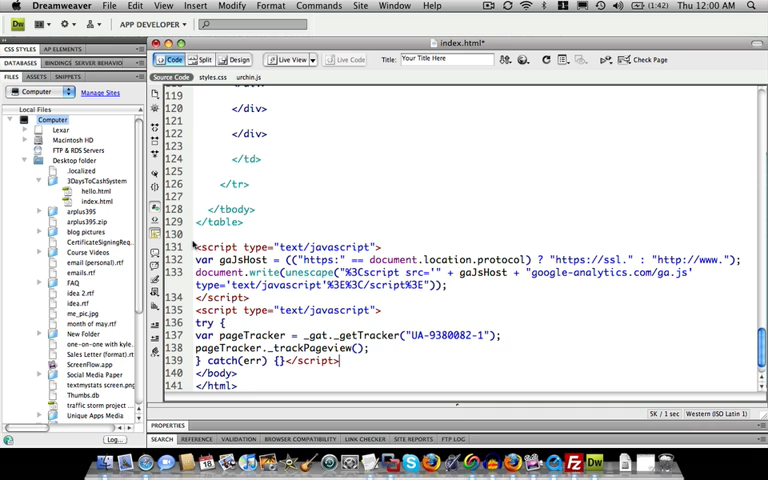 Dreamweaver File Edit View Insert Modify Format Commands Site Window Help (1:42) Thu 12:00 AM
Dw APP DEVELOPER
index.html*
CSS STYLES AP ELEMENTS
Code Split Design Live View Live Code Title: Your Title Here Check Page
DATABASES BINDINGS SERVER BEHAVIO
FILES ASSETS SNIPPETS
Source Code styles.css urchin.js
Computer Manage Sites
Local Files
Computer
Lexar
Macintosh HD
FTP & RDS Servers
Desktop folder
.localized
3DaysToCashSystem
hello.html
index.html
arplus395
arplus395.zip
blog pictures
CertificateSigningReq
Course Videos
email (personal).rtf
emails.rtf
FAQ
idea 2.rtf
idea.rtf
me_pic.jpg
month of may.rtf
New Folder
one-on-one with kyle
Sales Letter (format).rt
ScreenFlow.app
Social Media Paper
textmystats screen.png
Thumbs.db
traffic storm project
Unique Apps Media
Log...
119
120 </div>
121
122 </div>
123
124 </td>
125
126 </tr>
127
128 </tbody>
129 </table>
130
131 <script type="text/javascript">
132 var gaJsHost = (("https:" == document.location.protocol) ? "https://ssl." : "http://www.");
133 document.write(unescape("%3Cscript src='" + gaJsHost + "google-analytics.com/ga.js'
type='text/javascript'%3E%3C/script%3E"));
134 </script>
135 <script type="text/javascript">
136 try {
137 var pageTracker = _gat._getTracker("UA-9380082-1");
138 pageTracker._trackPageview();
139 } catch(err) {}</script>
140 </body>
141 </html>
5K / 1 sec Western (ISO Latin 1)
PROPERTIES
SEARCH REFERENCE VALIDATION BROWSER COMPATIBILITY LINK CHECKER SITE REPORTS FTP LOG
18
Fz Dw